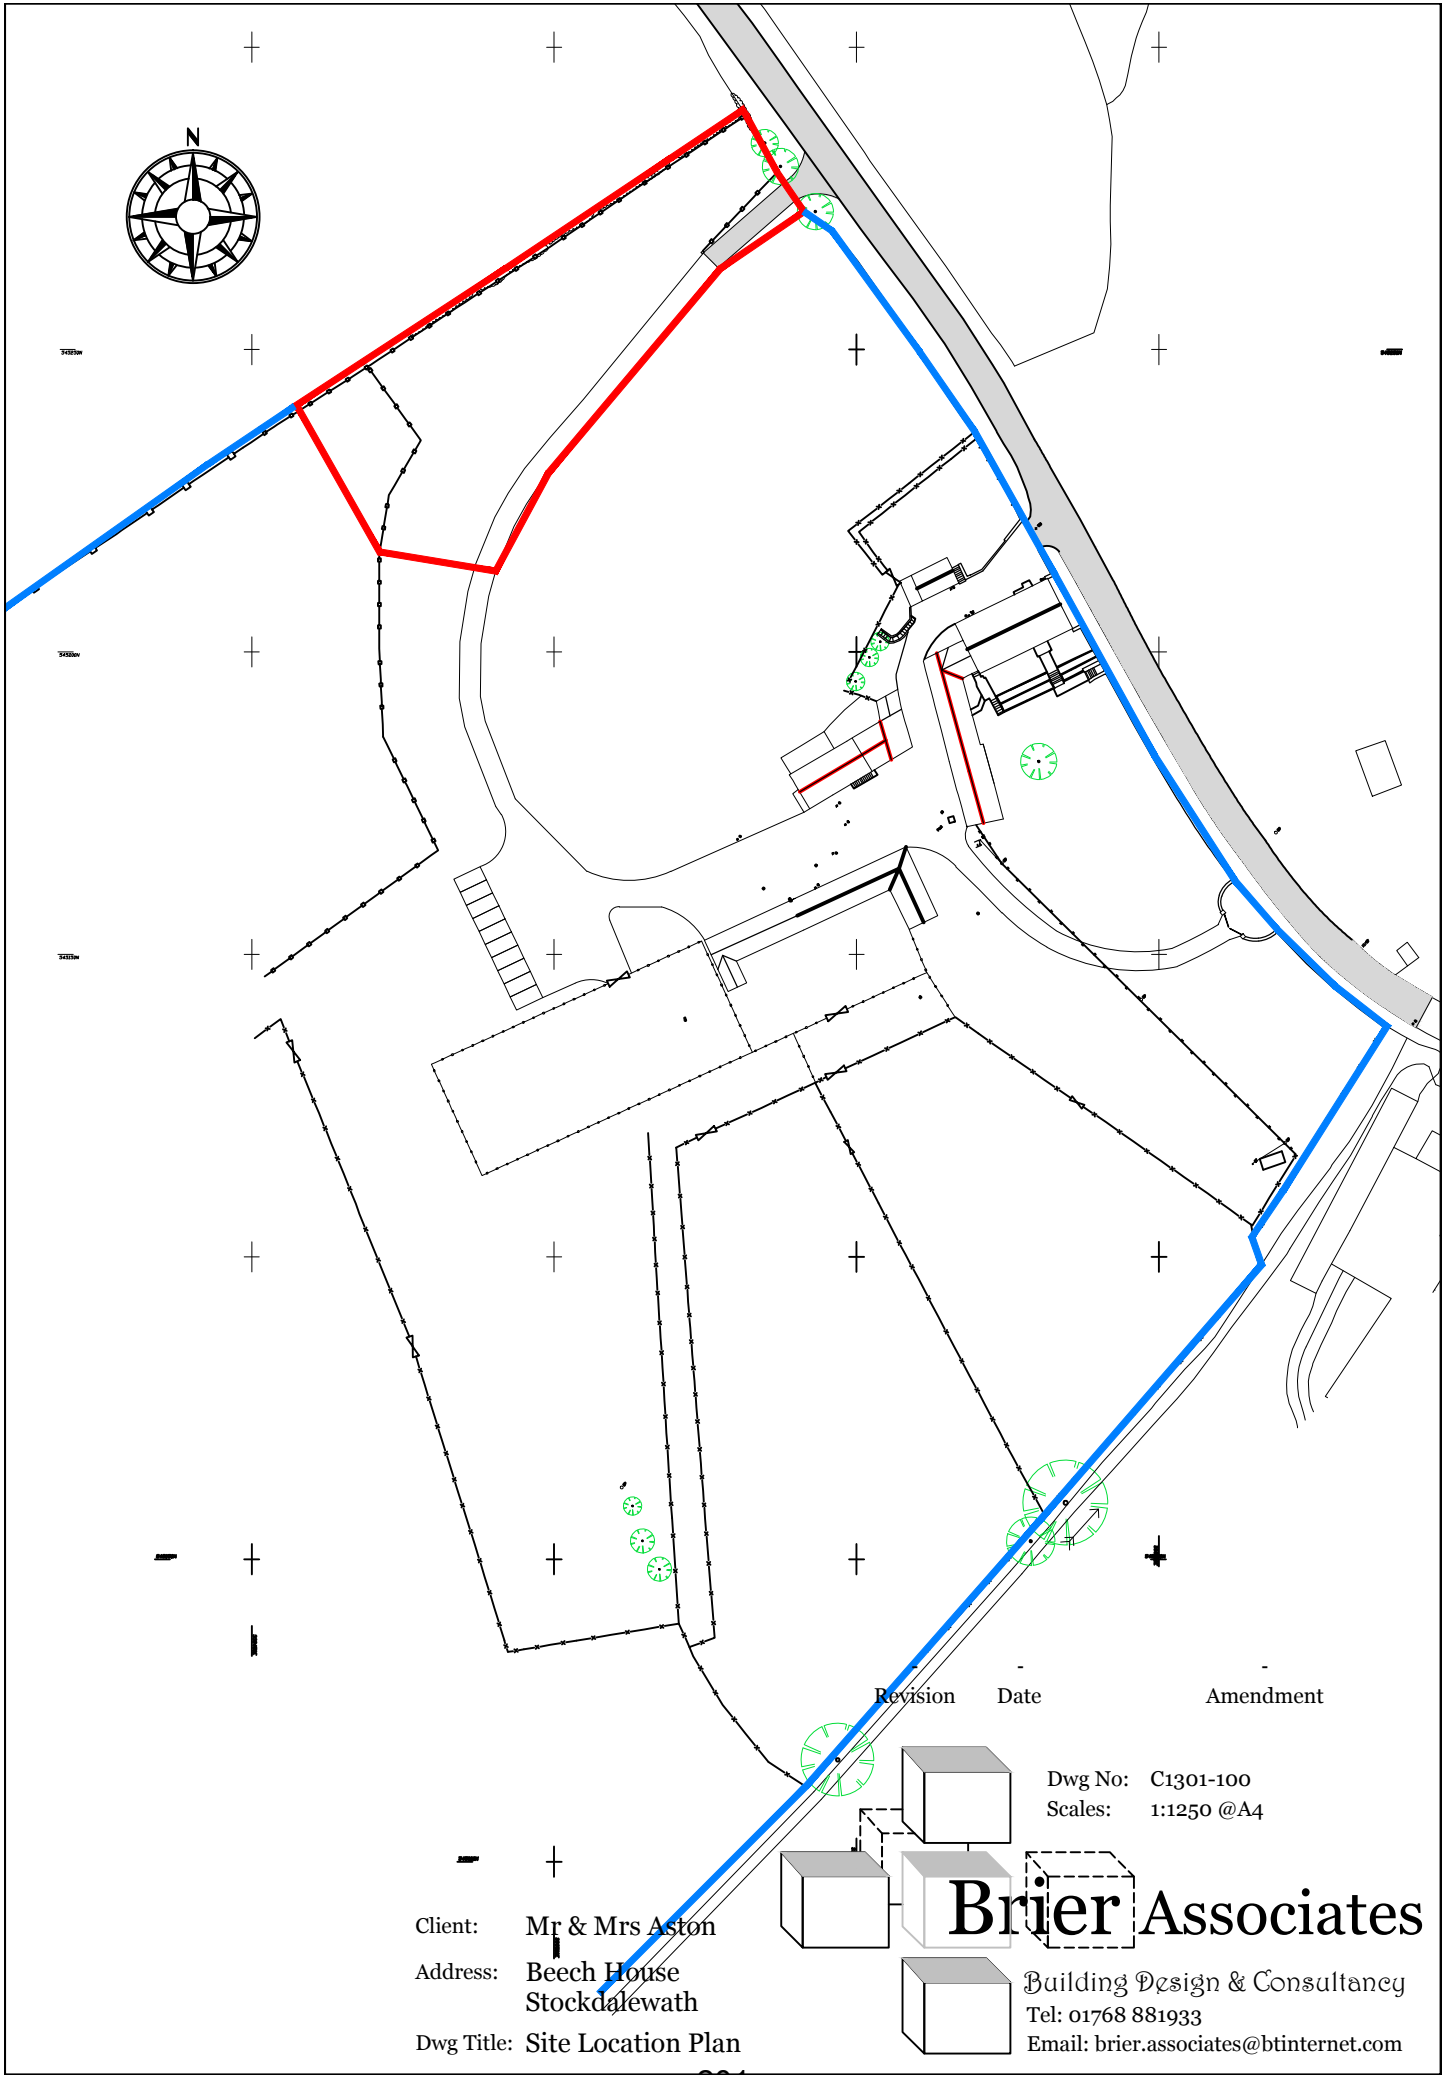 N
Revision Date Amendment
Dwg No: C1301-100
Scales: 1:1250 @A4
Brier Associates
Client: Mr & Mrs Aston
Address: Beech House
Stockdalewath
Building Design & Consultancy
Tel: 01768 881933
Dwg Title: Site Location Plan
Email: brier.associates@btinternet.com